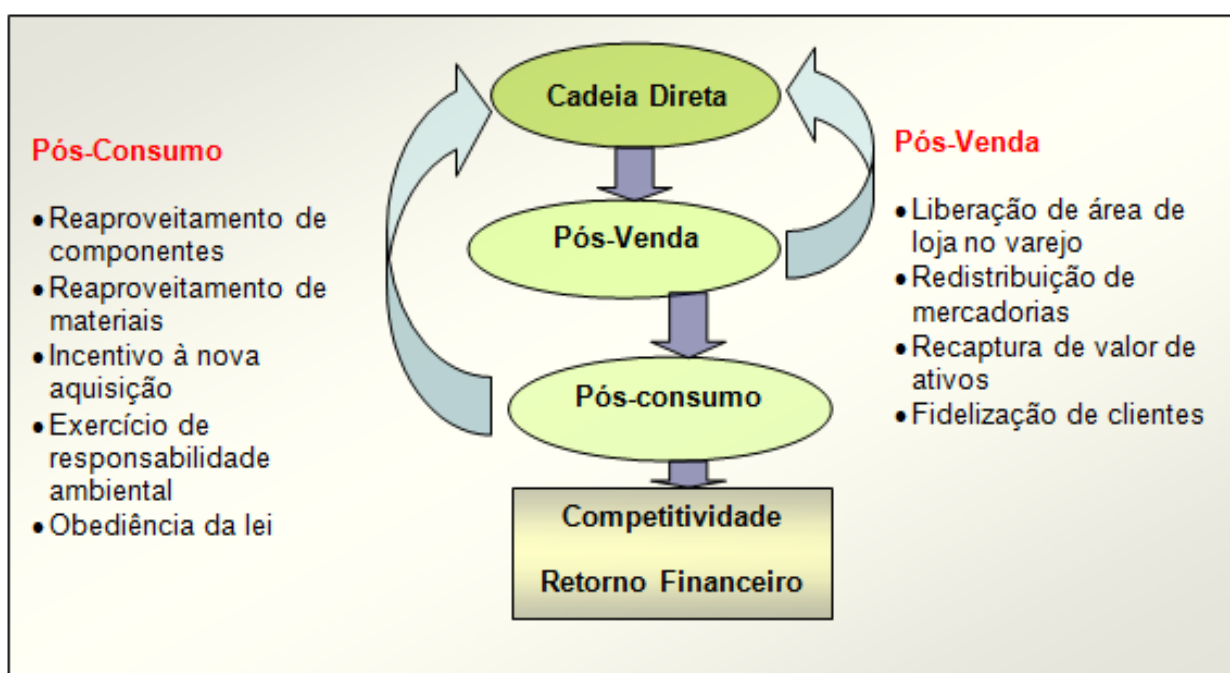 Pós-Consumo
•Reaproveitamento de
componentes
•Reaproveitamento de
materiais
•Incentivo à nova
aquisição
•Exercício de
responsabilidade
ambiental
•Obediência da lei
Cadeia Direta
Pós-Venda
Pós-consumo
Competitividade
Retorno Financeiro
Pós-Venda
•Liberação de área de
loja no varejo
•Redistribuição de
mercadorias
•Recaptura de valor de
ativos
•Fidelização de clientes